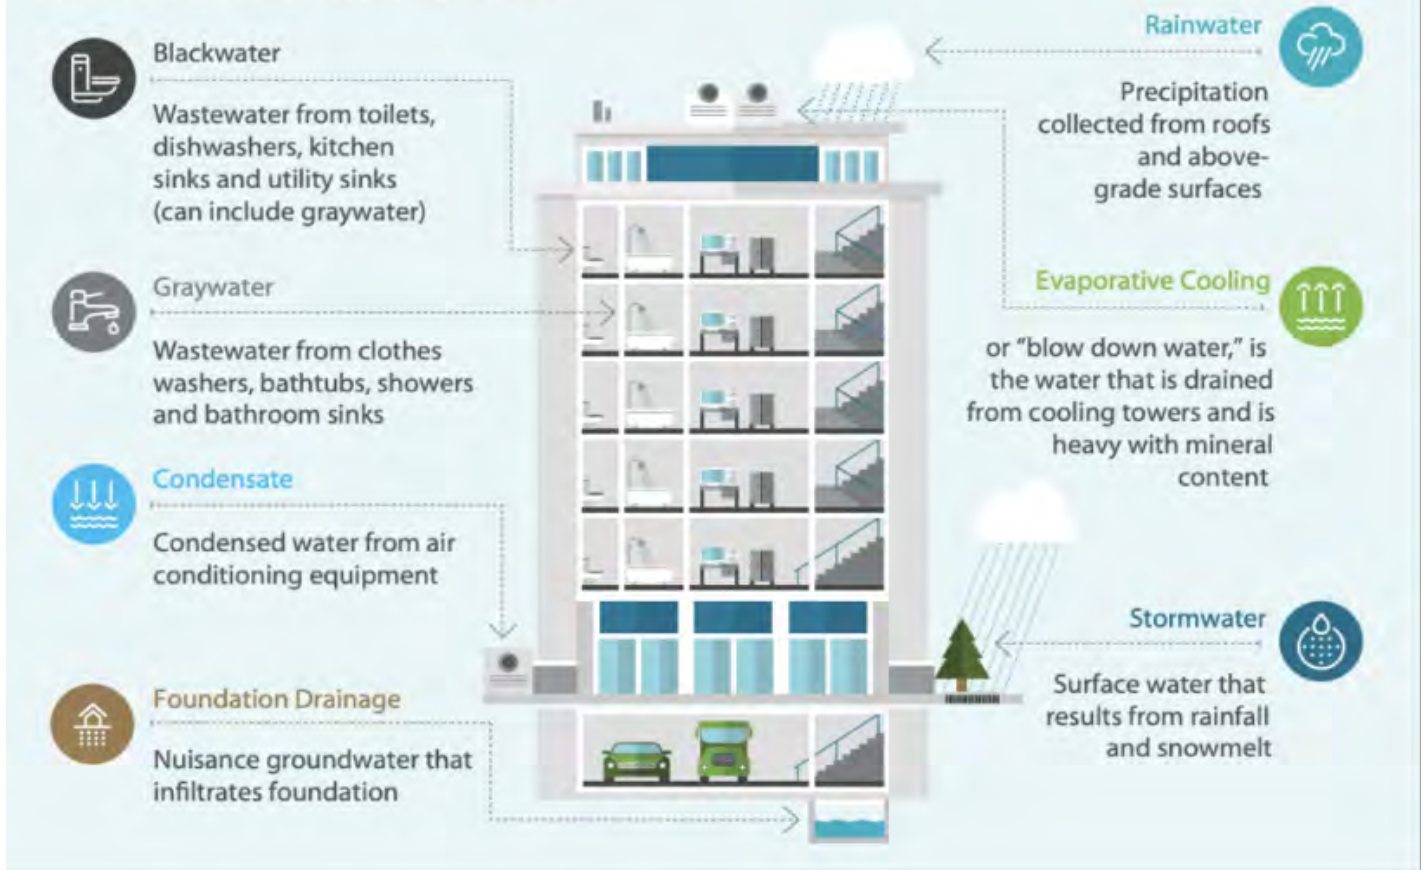 Blackwater
Wastewater from toilets,
dishwashers, kitchen
sinks and utility sinks
(can include graywater)
Graywater
Wastewater from clothes
washers, bathtubs, showers
and bathroom sinks
Condensate
Condensed water from air
conditioning equipment
Foundation Drainage
Nuisance groundwater that
infiltrates foundation
Rainwater
Precipitation
collected from roofs
and above-
grade surfaces
Evaporative Cooling
or “blow down water,” is
the water that is drained
from cooling towers and is
heavy with mineral
content
Stormwater
Surface water that
results from rainfall
and snowmelt